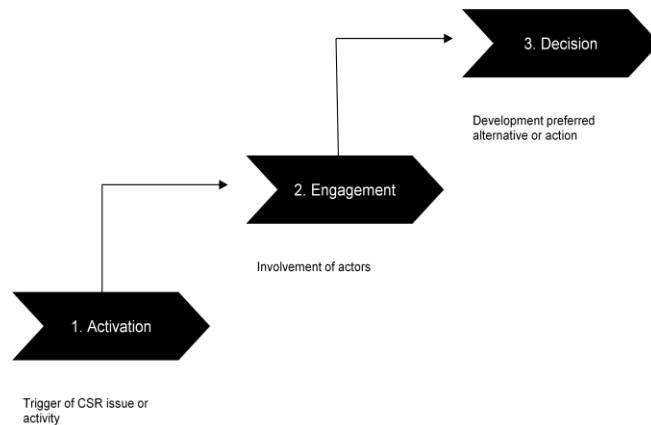 3. Decision
Development preferred
alternative or action
2. Engagement
Involvement of actors
1. Activation
Trigger of CSR issue or
activity